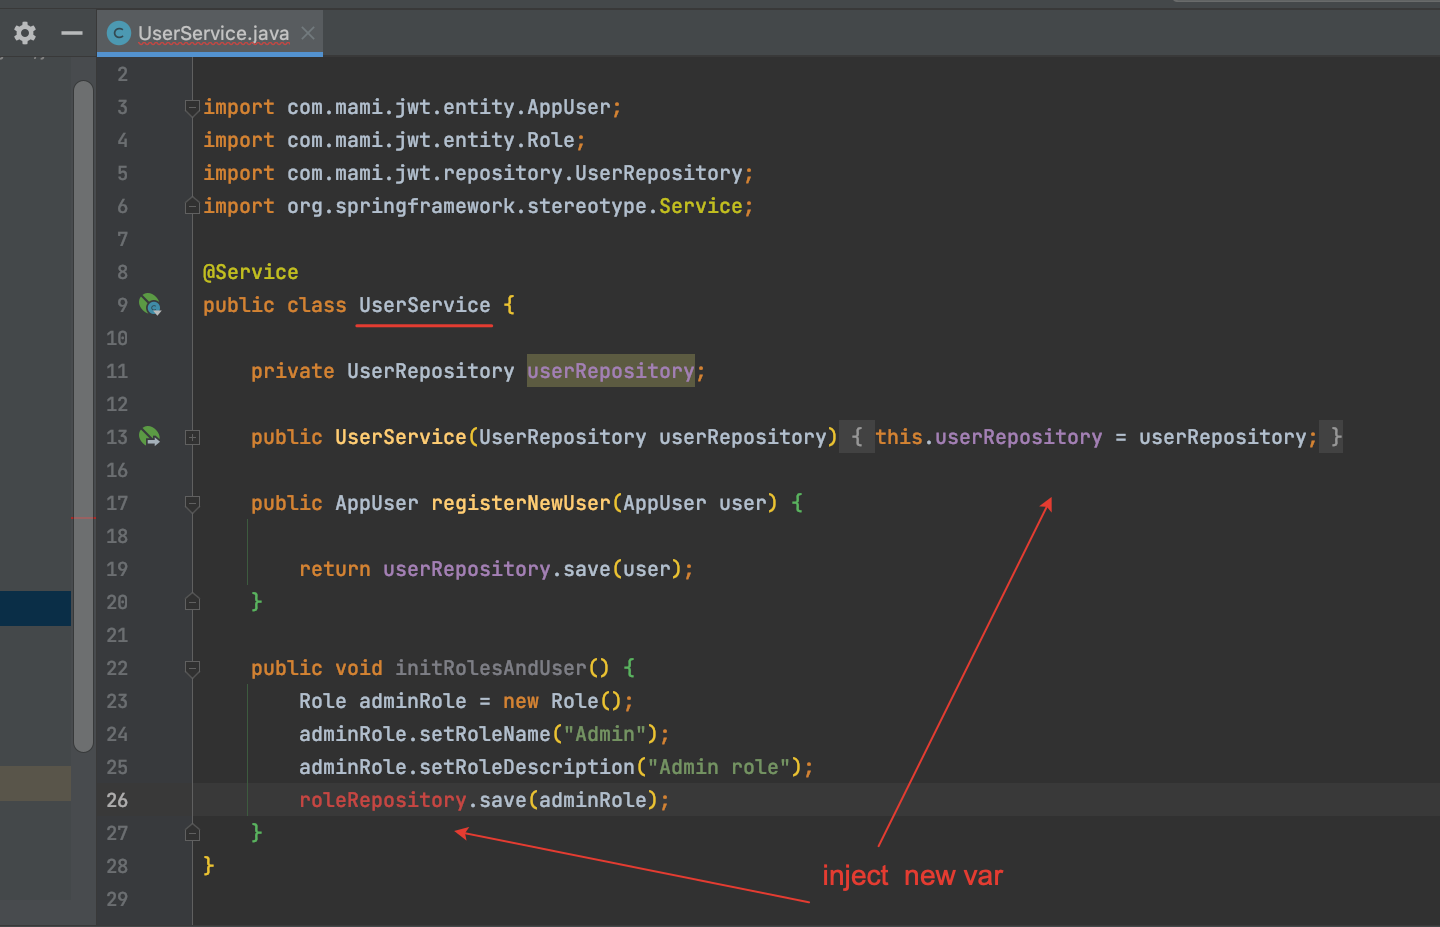 UserService.java
2
3 import com.mami.jwt.entity.AppUser;
4 import com.mami.jwt.entity.Role;
5 import com.mami.jwt.repository.UserRepository;
6 import org.springframework.stereotype.Service;
7
8 @Service
9 public class UserService {
10
11 private UserRepository userRepository;
12
13 public UserService(UserRepository userRepository) { this.userRepository = userRepository; }
16
17 public AppUser registerNewUser(AppUser user) {
18
19 return userRepository.save(user);
20 }
21
22 public void initRolesAndUser() {
23 Role adminRole = new Role();
24 adminRole.setRoleName("Admin");
25 adminRole.setRoleDescription("Admin role");
26 roleRepository.save(adminRole);
27 }
28 }
29
inject new var